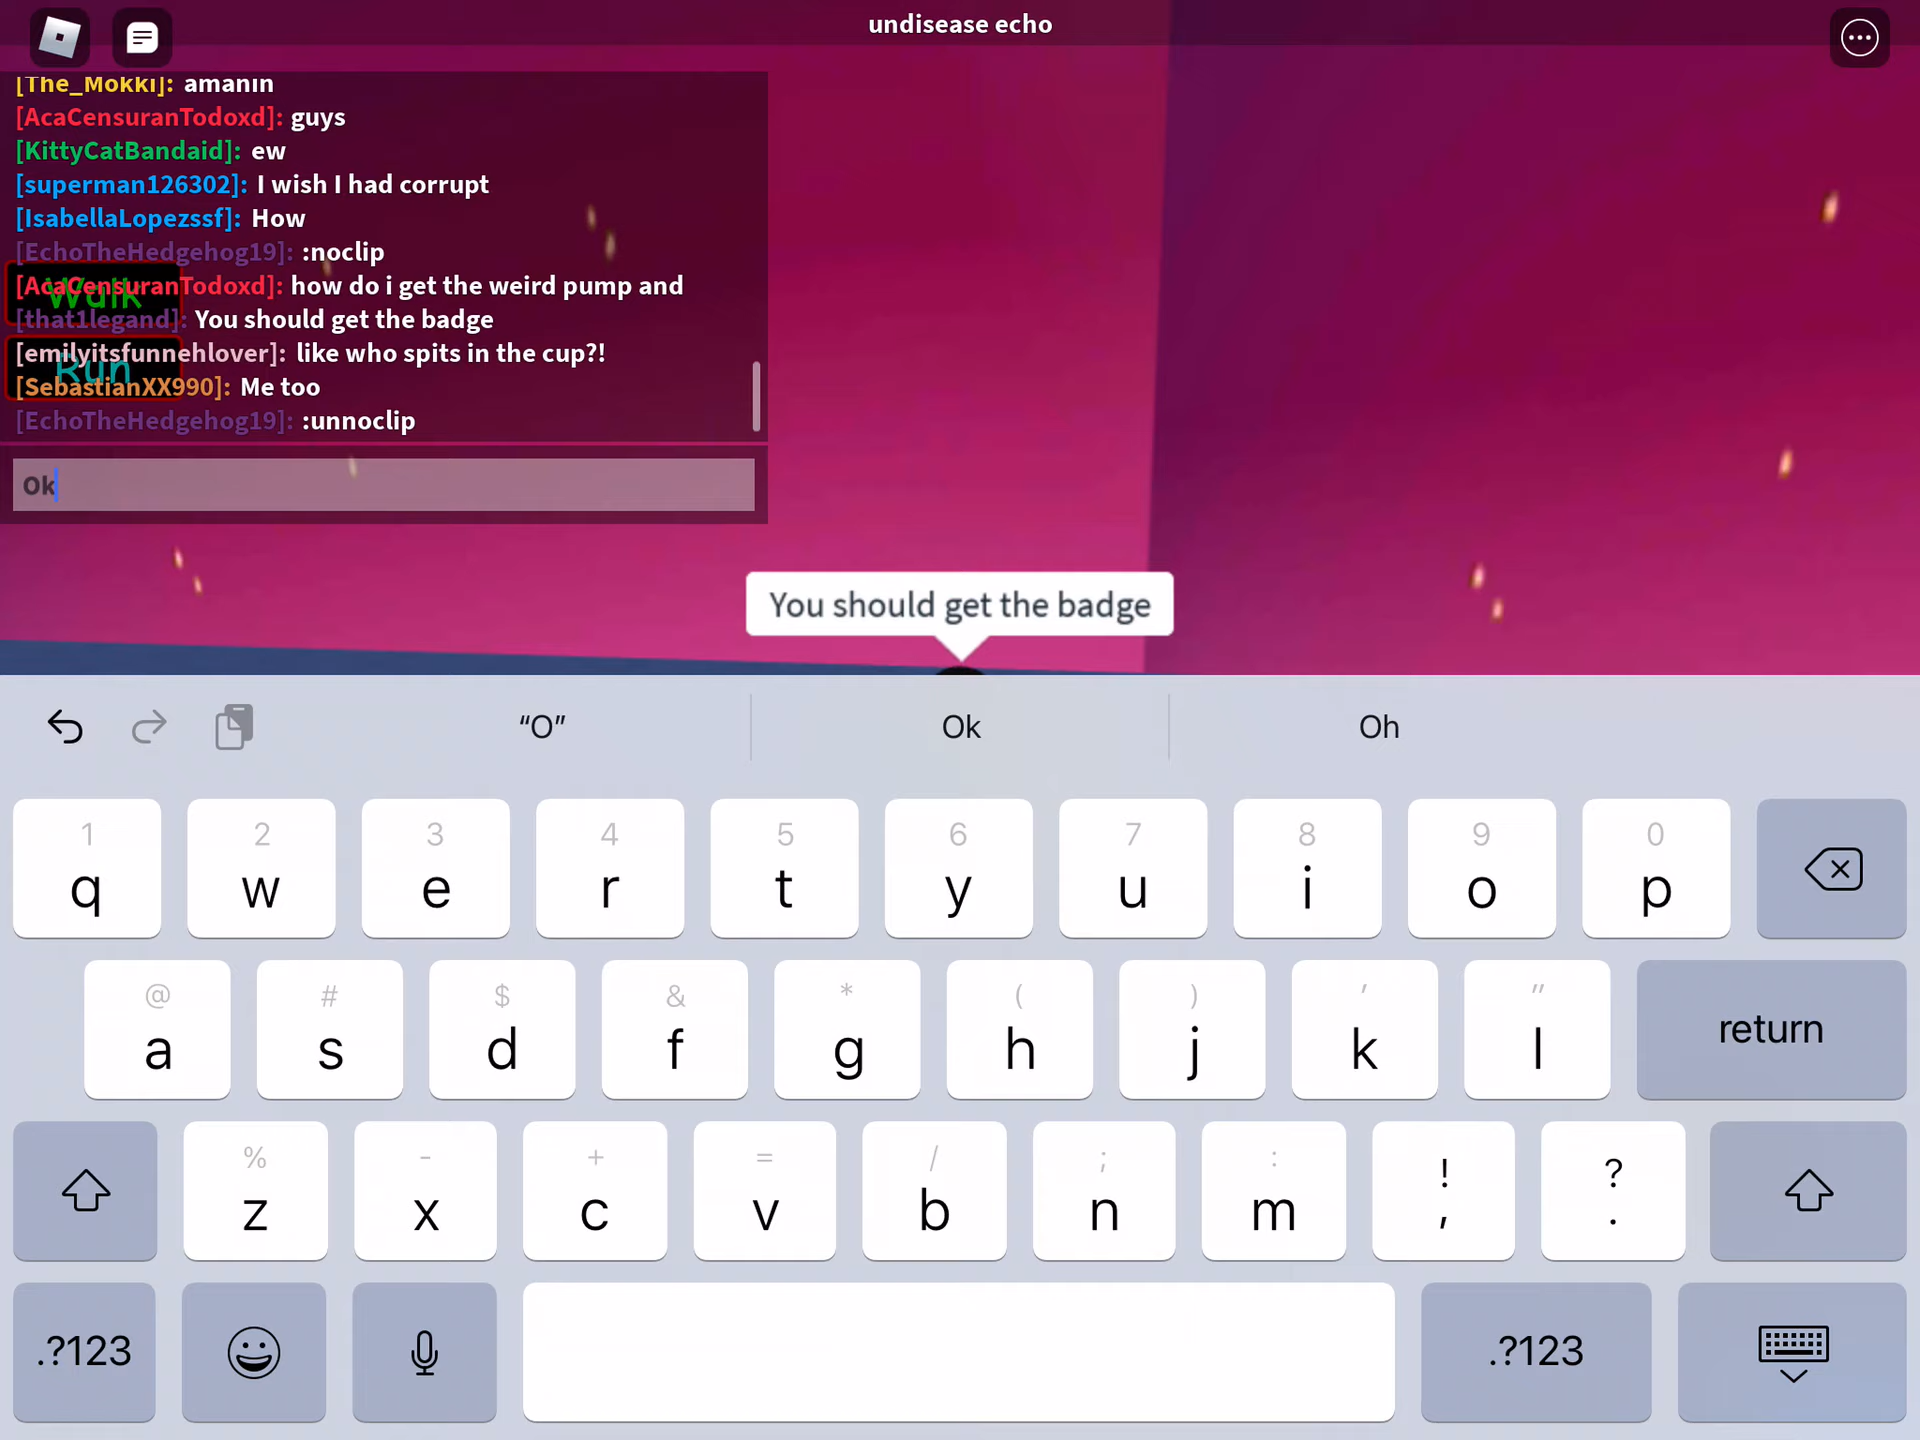 undisease echo
[The_Mokki]: amanin
[AcaCensuranTodoxd]: guys
[KittyCatBandaid]: ew
[superman126302]: I wish I had corrupt
[IsabellaLopezssf]: How
[EchoTheHedgehog19]: :noclip
Walk
[AcaCensuranTodoxd]: how do i get the weird pump and
[that1legand]: You should get the badge
[emilyitsfunnehlover]: like who spits in the cup?!
Run
[SebastianXX990]: Me too
[EchoTheHedgehog19]: :unnoclip
Ok
You should get the badge
“O” Ok Oh
1 2 3 4 5 6 7 8 9 0
q w e r t y u i o p
@ # $ & * ( ) ' "
a s d f g h j k l return
% - + = / ; : ! ?
z x c v b n m , .
.?123 .?123